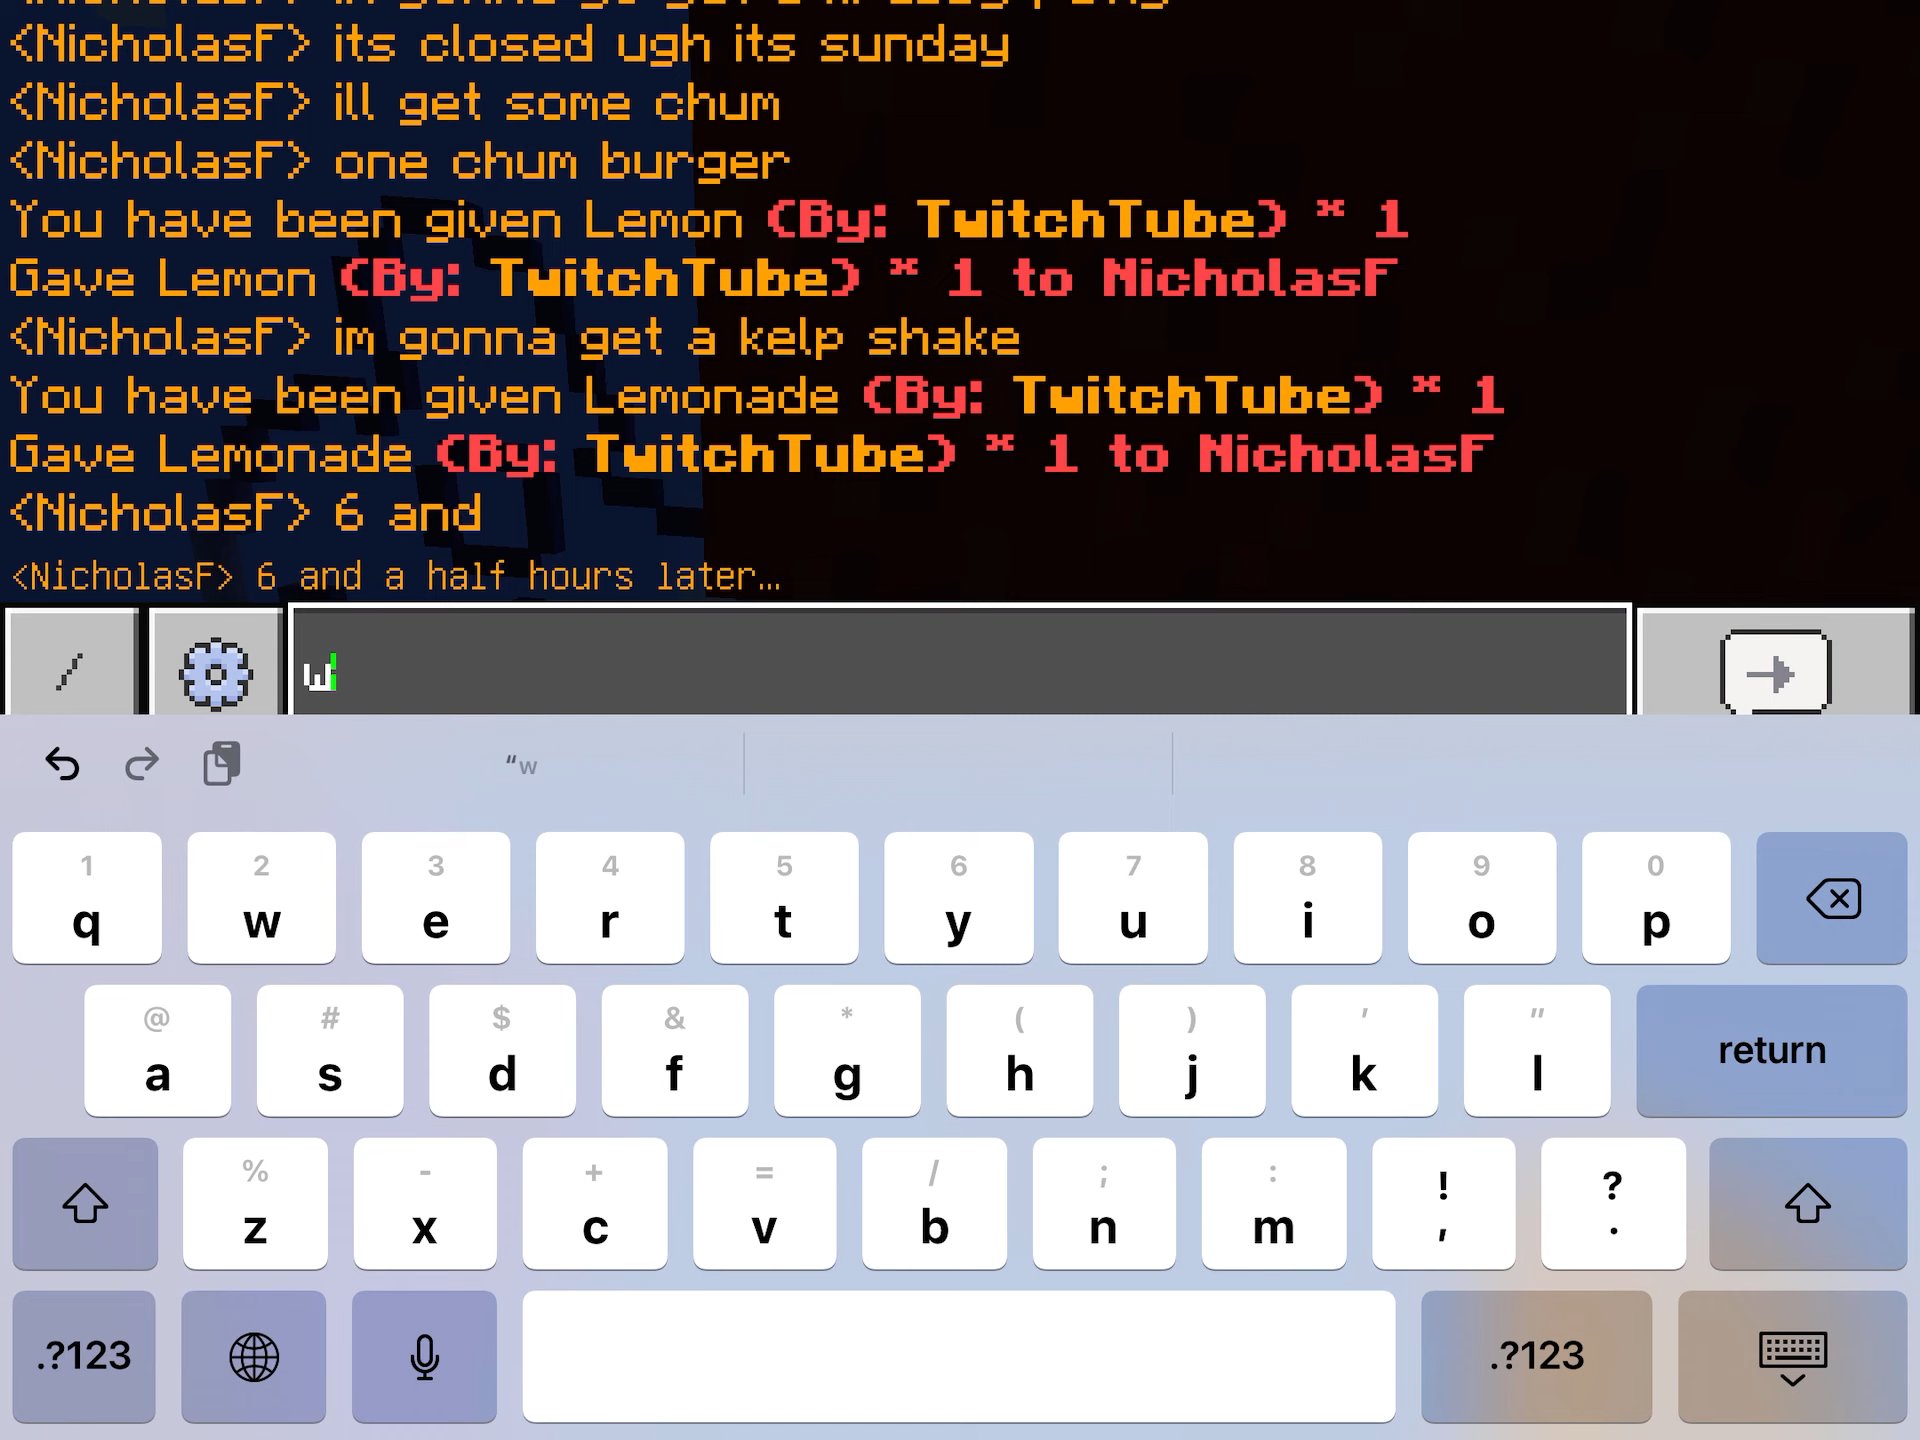 <NicholasF> its closed ugh its sunday
<NicholasF> ill get some chum
<NicholasF> one chum burger
You have been given Lemon (By: TwitchTube) * 1
Gave Lemon (By: TwitchTube) * 1 to NicholasF
<NicholasF> im gonna get a kelp shake
You have been given Lemonade (By: TwitchTube) * 1
Gave Lemonade (By: TwitchTube) * 1 to NicholasF
<NicholasF> 6 and
<NicholasF> 6 and a half hours later...
/ w
“w
1 2 3 4 5 6 7 8 9 0
q w e r t y u i o p
@ # $ & * ( ) ' "
a s d f g h j k l return
% - + = / ; : ! ?
z x c v b n m , .
.?123 .?123